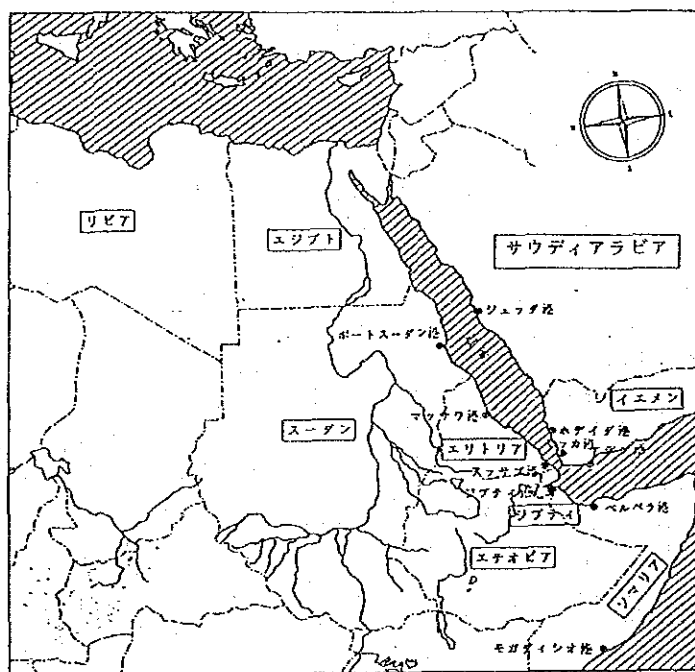 リビア
エジプト
サウディアラビア
ジェッダ港
ポートスーダン港
イエメン
マッサワ港
ホデイダ港
スーダン
エリトリア
ジブティ
ベルベラ港
エチオピア
ソマリア
モガディシオ港